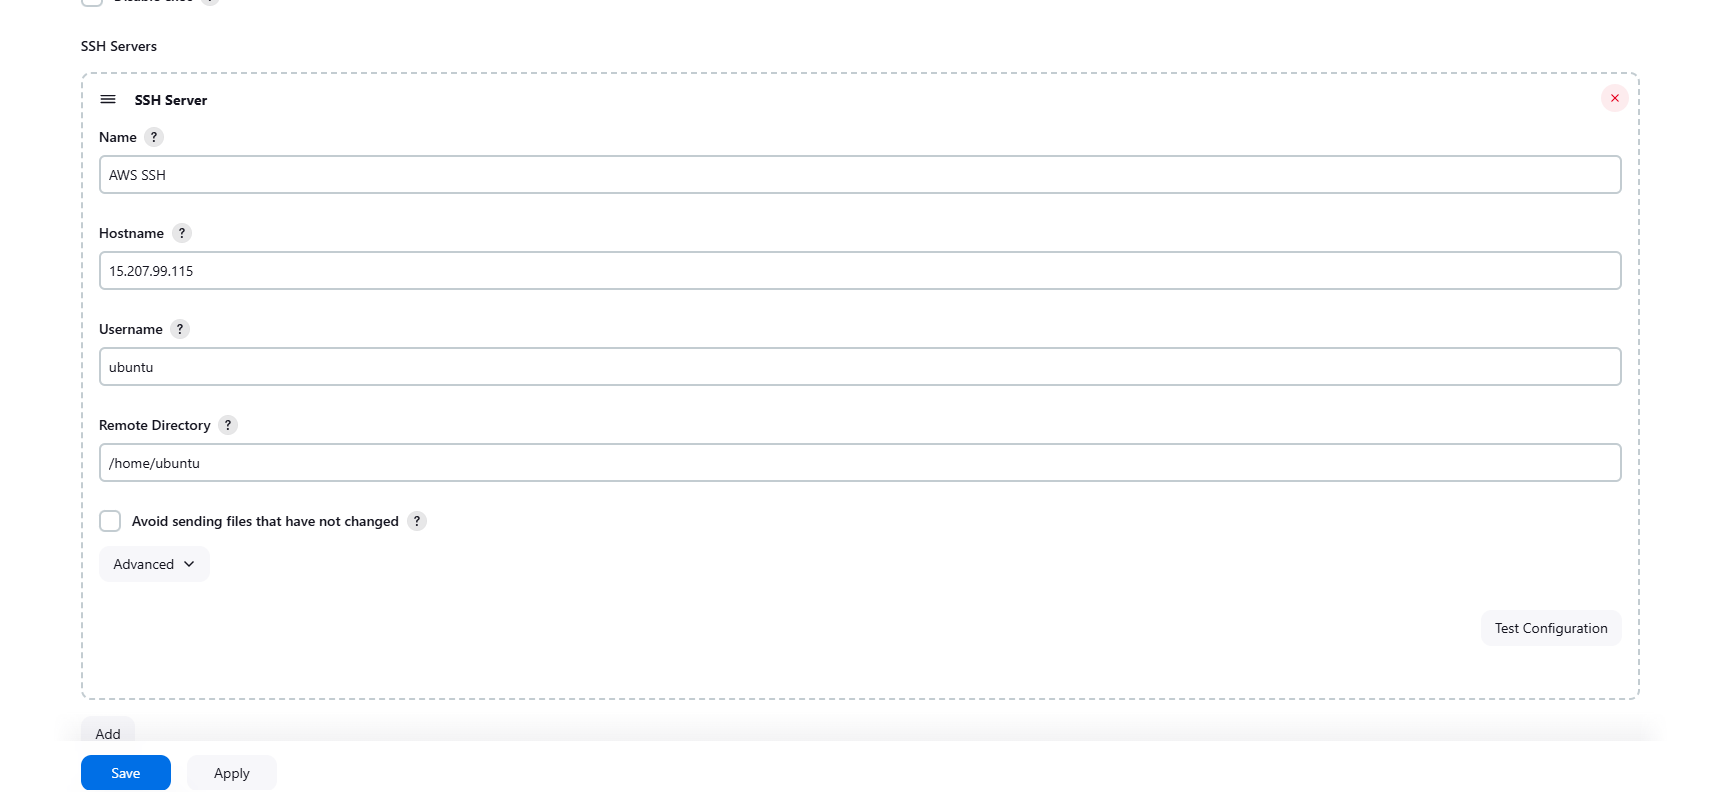 SSH Servers
SSH Server
Name ?
AWS SSH
Hostname ?
15.207.99.115
Username ?
ubuntu
Remote Directory ?
/home/ubuntu
Avoid sending files that have not changed ?
Advanced
Test Configuration
Add
Save Apply